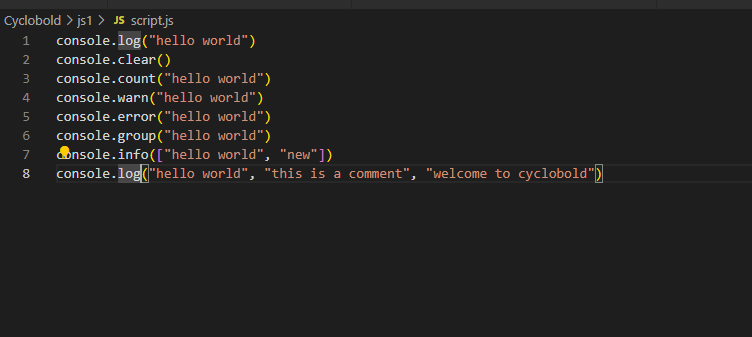 Cyclobold > js1 > JS script.js
1 console.log("hello world")
2 console.clear()
3 console.count("hello world")
4 console.warn("hello world")
5 console.error("hello world")
6 console.group("hello world")
7 console.info(["hello world", "new"])
8 console.log("hello world", "this is a comment", "welcome to cyclobold")